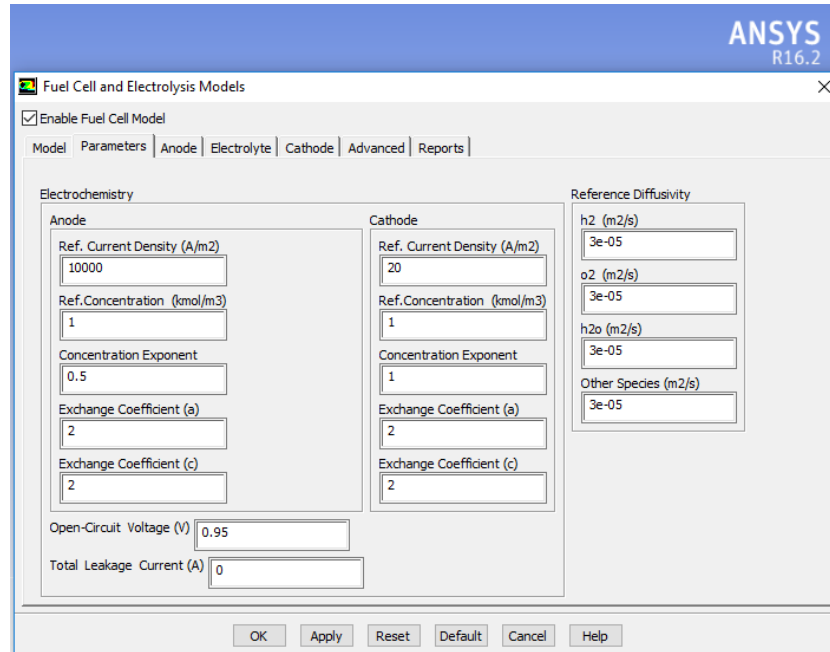 ANSYS
R16.2
Fuel Cell and Electrolysis Models
Enable Fuel Cell Model
Model Parameters Anode Electrolyte Cathode Advanced Reports
Electrochemistry
Anode
Ref. Current Density (A/m2)
10000
Ref.Concentration (kmol/m3)
1
Concentration Exponent
0.5
Exchange Coefficient (a)
2
Exchange Coefficient (c)
2
Cathode
Ref. Current Density (A/m2)
20
Ref.Concentration (kmol/m3)
1
Concentration Exponent
1
Exchange Coefficient (a)
2
Exchange Coefficient (c)
2
Open-Circuit Voltage (V) 0.95
Total Leakage Current (A) 0
Reference Diffusivity
h2 (m2/s)
3e-05
o2 (m2/s)
3e-05
h2o (m2/s)
3e-05
Other Species (m2/s)
3e-05
OK Apply Reset Default Cancel Help